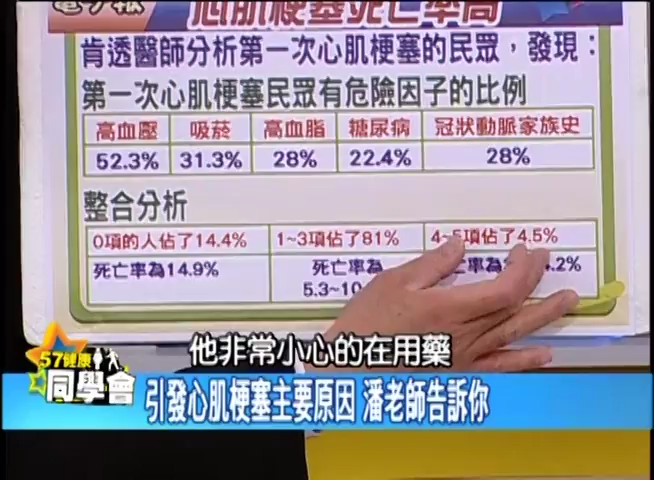 心肌梗塞死亡率高
肯透醫師分析第一次心肌梗塞的民眾，發現：
第一次心肌梗塞民眾有危險因子的比例
高血壓 吸菸 高血脂 糖尿病 冠狀動脈家族史
52.3% 31.3% 28% 22.4% 28%
整合分析
0項的人佔了14.4% 1~3項佔了81% 4~5項佔了4.5%
死亡率為14.9% 死亡率為 亡率為 .2%
5.3~10
他非常小心的在用藥
57健康
同學會
引發心肌梗塞主要原因 潘老師告訴你